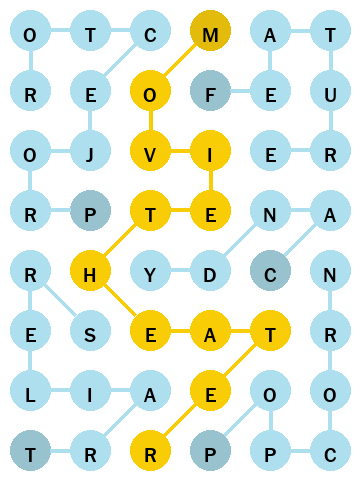 O T C M A T
R E O F E U
O J V I E R
R P T E N A
R H Y D C N
E S E A T R
L I A E O O
T R R P P C